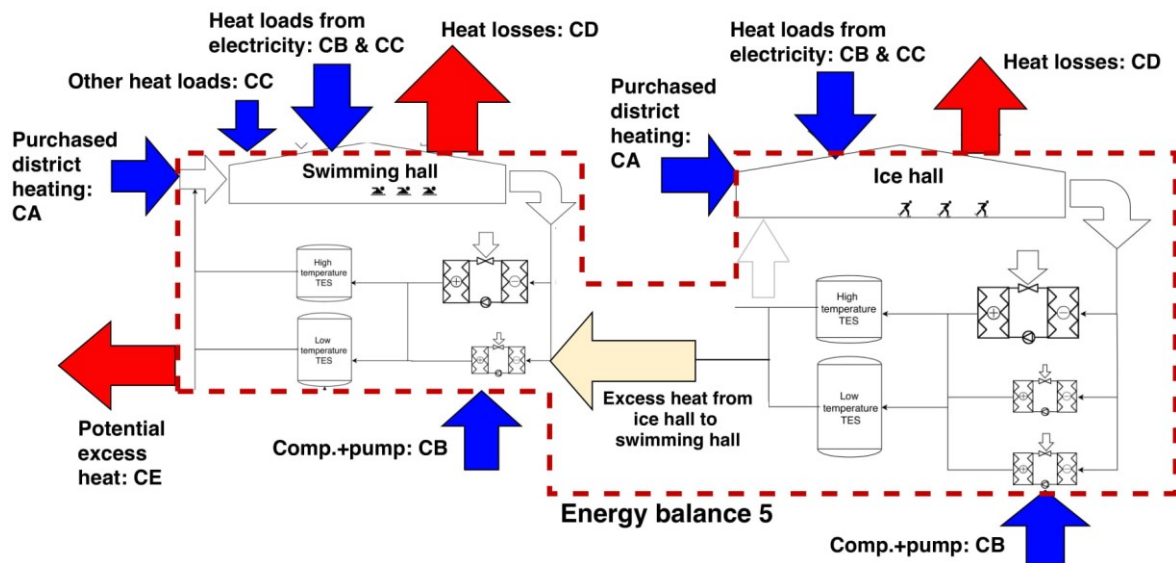 Heat loads from
electricity: CB & CC
Heat losses: CD
Other heat loads: CC
Purchased
district
heating:
CA
Swimming hall
High
temperature
TES
Low
temperature
TES
Potential
excess
heat: CE
Comp.+pump: CB
Heat loads from
electricity: CB & CC
Heat losses: CD
Purchased
district
heating:
CA
Ice hall
High
temperature
TES
Low
temperature
TES
Excess heat from
ice hall to
swimming hall
Energy balance 5
Comp.+pump: CB